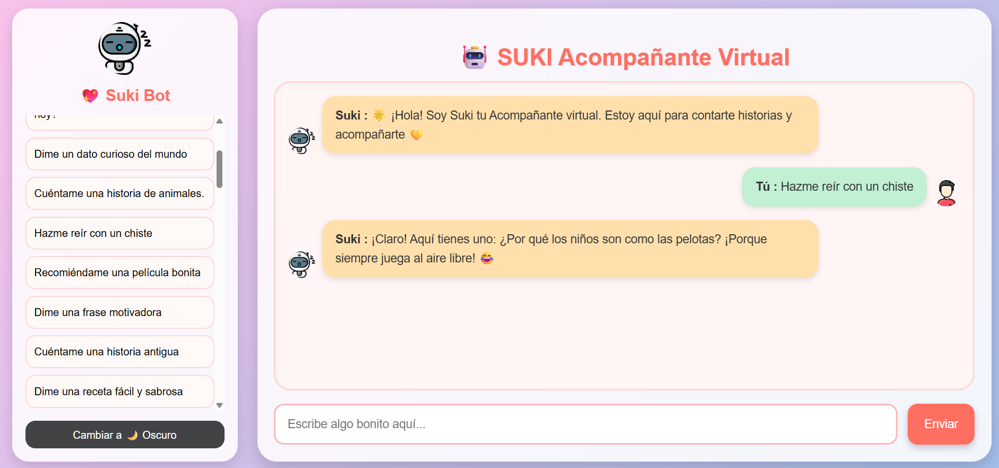 Suki Bot
hoy?
Dime un dato curioso del mundo
Cuéntame una historia de animales.
Hazme reír con un chiste
Recomiéndame una película bonita
Dime una frase motivadora
Cuéntame una historia antigua
Dime una receta fácil y sabrosa
Cambiar a 🌙 Oscuro
SUKI Acompañante Virtual
Suki : 🌟 ¡Hola! Soy Suki tu Acompañante virtual. Estoy aquí para contarte historias y
acompañarte 💛
Tú : Hazme reír con un chiste
Suki : ¡Claro! Aquí tienes uno: ¿Por qué los niños son como las pelotas? ¡Porque
siempre juega al aire libre! 😂
Escribe algo bonito aquí...
Enviar